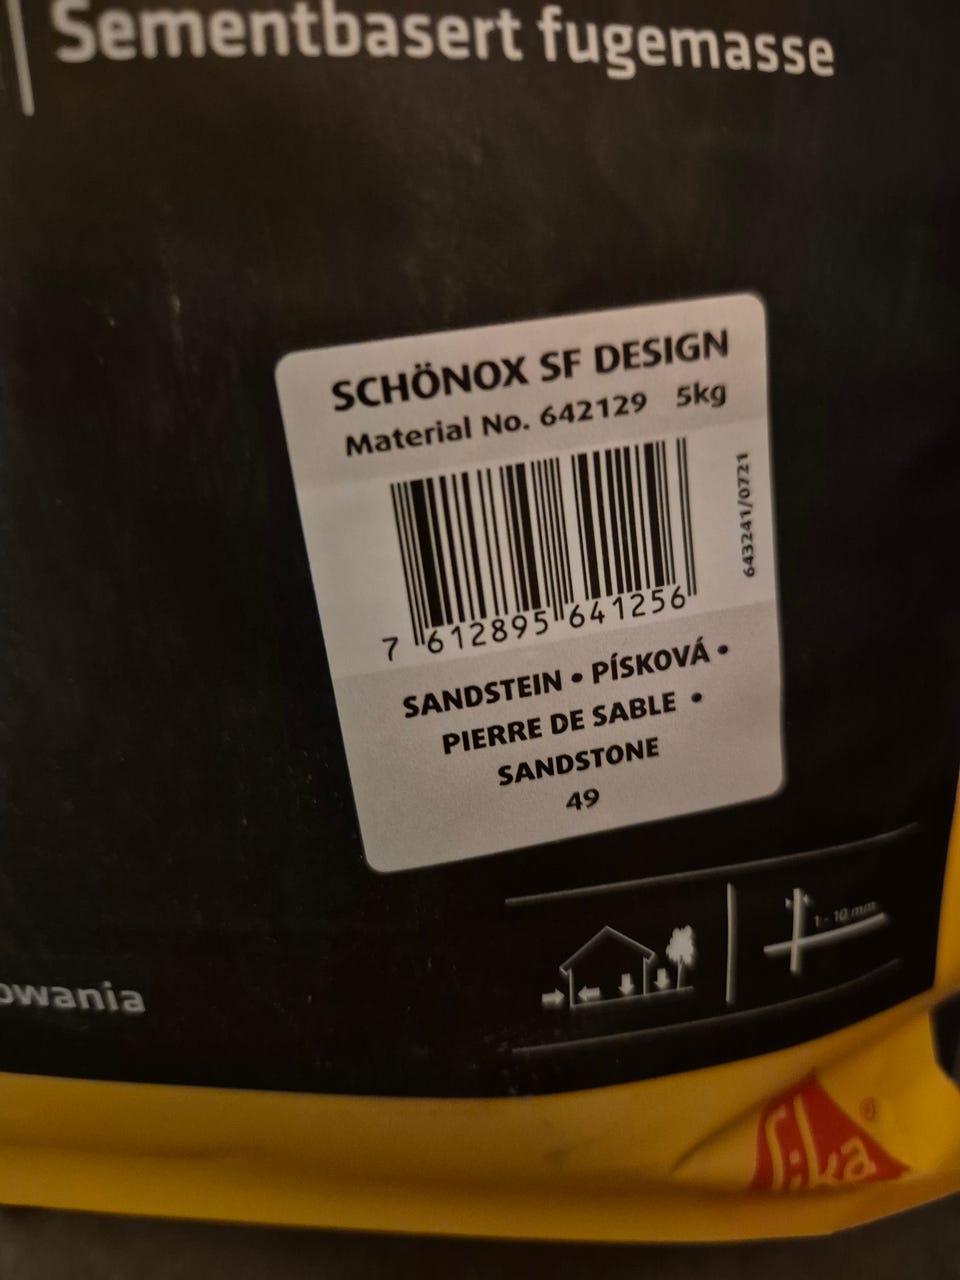 Sementbasert fugemasse
SCHÖNOX SF DESIGN
Material No. 642129 5kg
643241/0721
7 612895 641256
SANDSTEIN • PÍSKOVÁ •
PIERRE DE SABLE •
SANDSTONE
49
1 - 10 mm
owania
Sika®